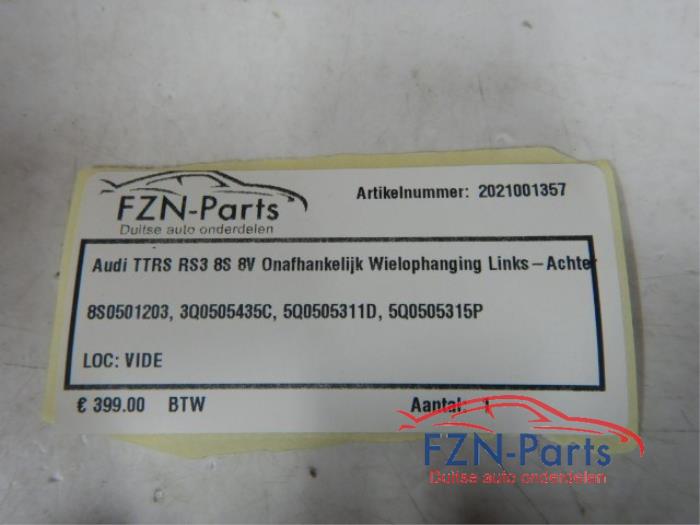 FZN-Parts
Duitse auto onderdelen
Artikelnummer: 2021001357
Audi TTRS RS3 8S 8V Onafhankelijk Wielophanging Links-Achter
8S0501203, 3Q0505435C, 5Q0505311D, 5Q0505315P
LOC: VIDE
€ 399.00 BTW
Aantal: 1
FZN-Parts
Duitse auto onderdelen